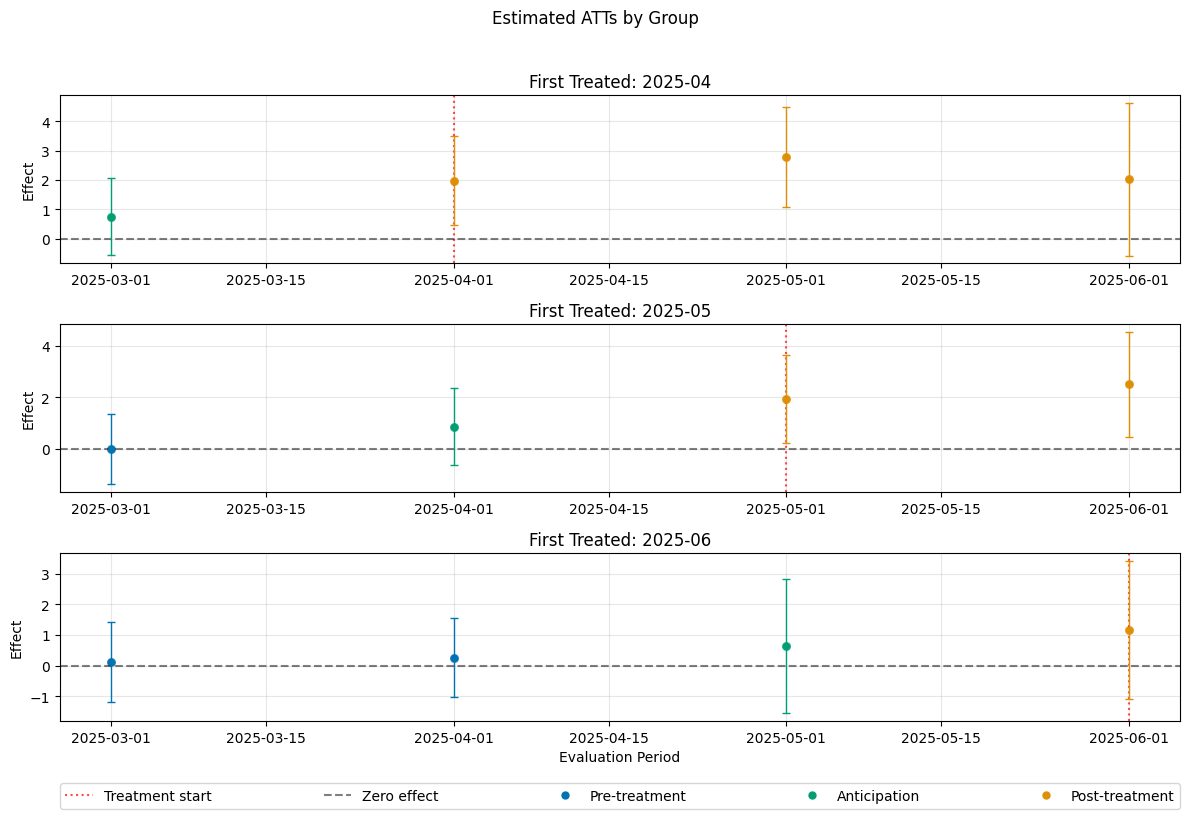 Estimated ATTs by Group
First Treated: 2025-04
Effect
4
3
2
1
0
2025-03-01 2025-03-15 2025-04-01 2025-04-15 2025-05-01 2025-05-15 2025-06-01
First Treated: 2025-05
Effect
4
2
0
2025-03-01 2025-03-15 2025-04-01 2025-04-15 2025-05-01 2025-05-15 2025-06-01
First Treated: 2025-06
Effect
3
2
1
0
−1
2025-03-01 2025-03-15 2025-04-01 2025-04-15 2025-05-01 2025-05-15 2025-06-01
Evaluation Period
Treatment start Zero effect Pre-treatment Anticipation Post-treatment